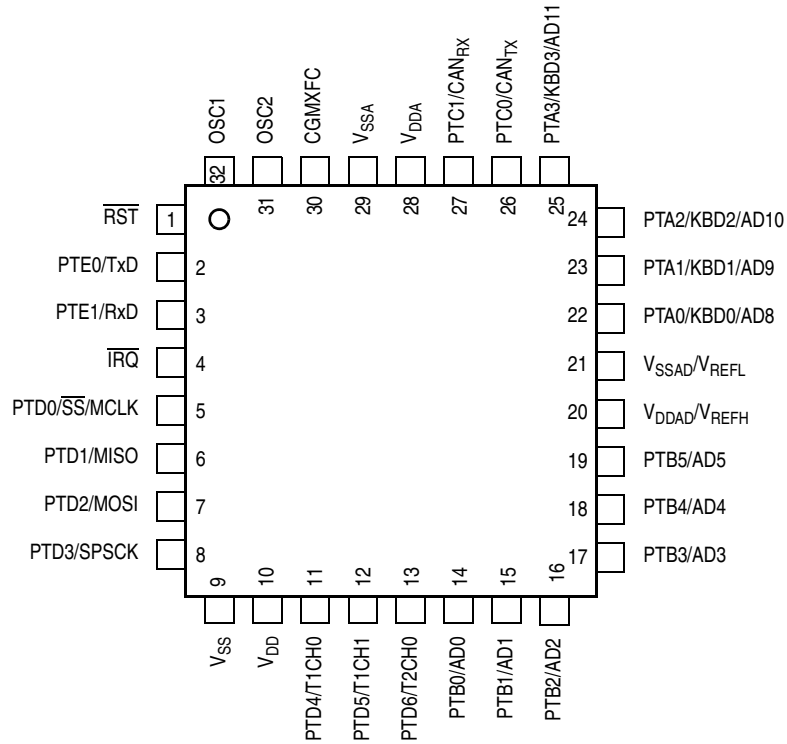 OSC1
OSC2
CGMXFC
VSSA
VDDA
PTC1/CANRX
PTC0/CANTX
PTA3/KBD3/AD11
32
31
30
29
28
27
26
25
RST
1
PTE0/TxD
2
PTE1/RxD
3
IRQ
4
PTD0/SS/MCLK
5
PTD1/MISO
6
PTD2/MOSI
7
PTD3/SPSCK
8
24
PTA2/KBD2/AD10
23
PTA1/KBD1/AD9
22
PTA0/KBD0/AD8
21
VSSAD/VREFL
20
VDDAD/VREFH
19
PTB5/AD5
18
PTB4/AD4
17
PTB3/AD3
9
10
11
12
13
14
15
16
VSS
VDD
PTD4/T1CH0
PTD5/T1CH1
PTD6/T2CH0
PTB0/AD0
PTB1/AD1
PTB2/AD2